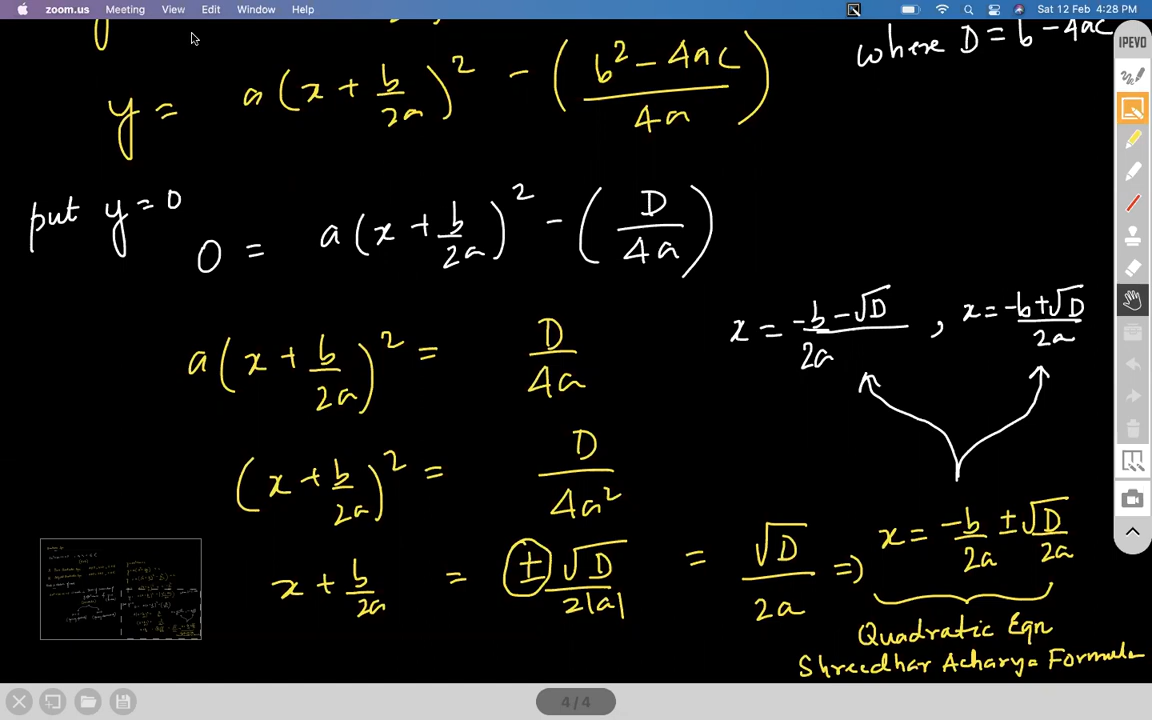 zoom.us Meeting View Edit Window Help Sat 12 Feb 4:28 PM
where D = b - 4ac
IPEVO
y = a(x + b/2a)² - (b² - 4ac / 4a)
put y = 0
0 = a(x + b/2a)² - (D/4a)
x = -b - √D / 2a , x = -b + √D / 2a
a(x + b/2a)² = D/4a
(x + b/2a)² = D/4a²
x + b/2a = ± √D / 2|a| = √D / 2a ⇒ x = -b/2a ± √D/2a
Quadratic Eqn
Shreedhar Acharya Formula
4 / 4